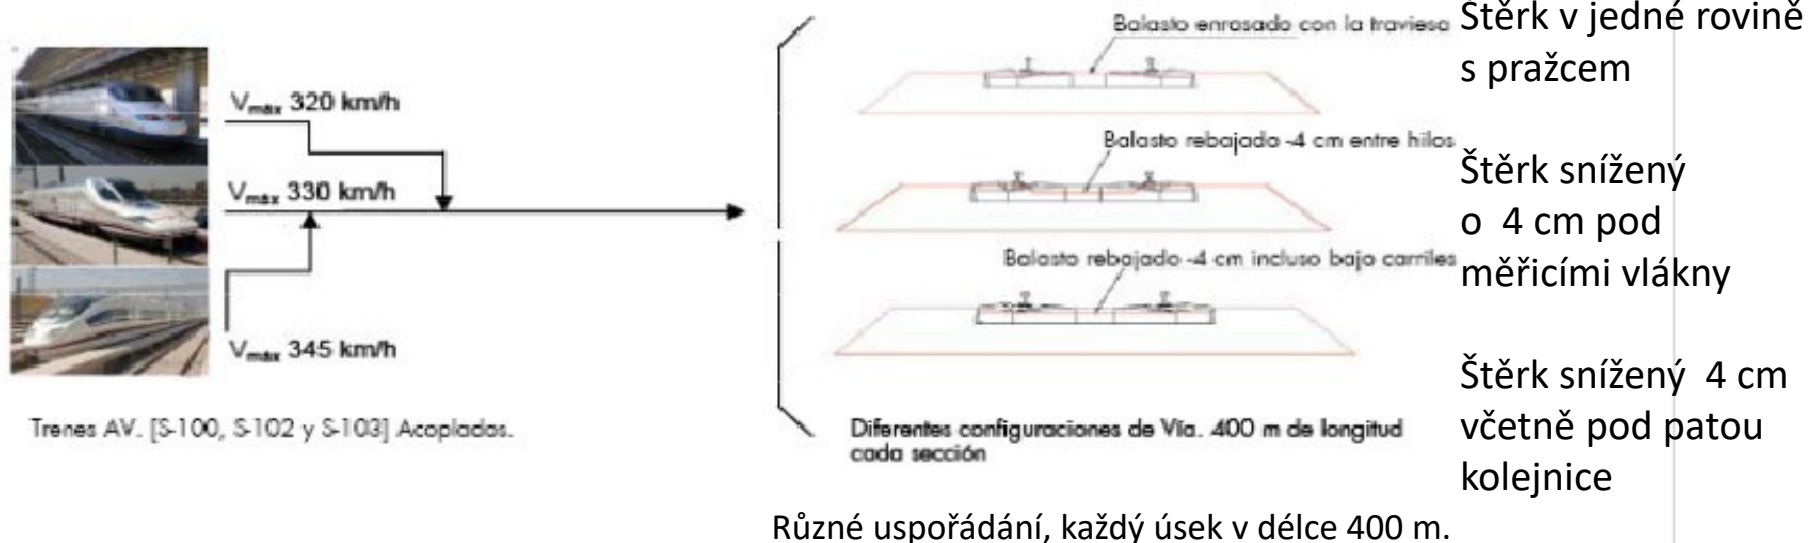 Balasto enrasado con la traviesa
Štěrk v jedné rovině
s pražcem
Vmáx 320 km/h
Balasto rebajado -4 cm entre hilos
Štěrk snížený
o 4 cm pod
měřicími vlákny
Vmáx 330 km/h
Balasto rebajado -4 cm incluso bajo carriles
Vmáx 345 km/h
Štěrk snížený 4 cm
včetně pod patou
kolejnice
Trenes AV. [S-100, S-102 y S-103] Acoplados.
Diferentes configuraciones de Vía. 400 m de longitud
cada sección
Různé uspořádání, každý úsek v délce 400 m.